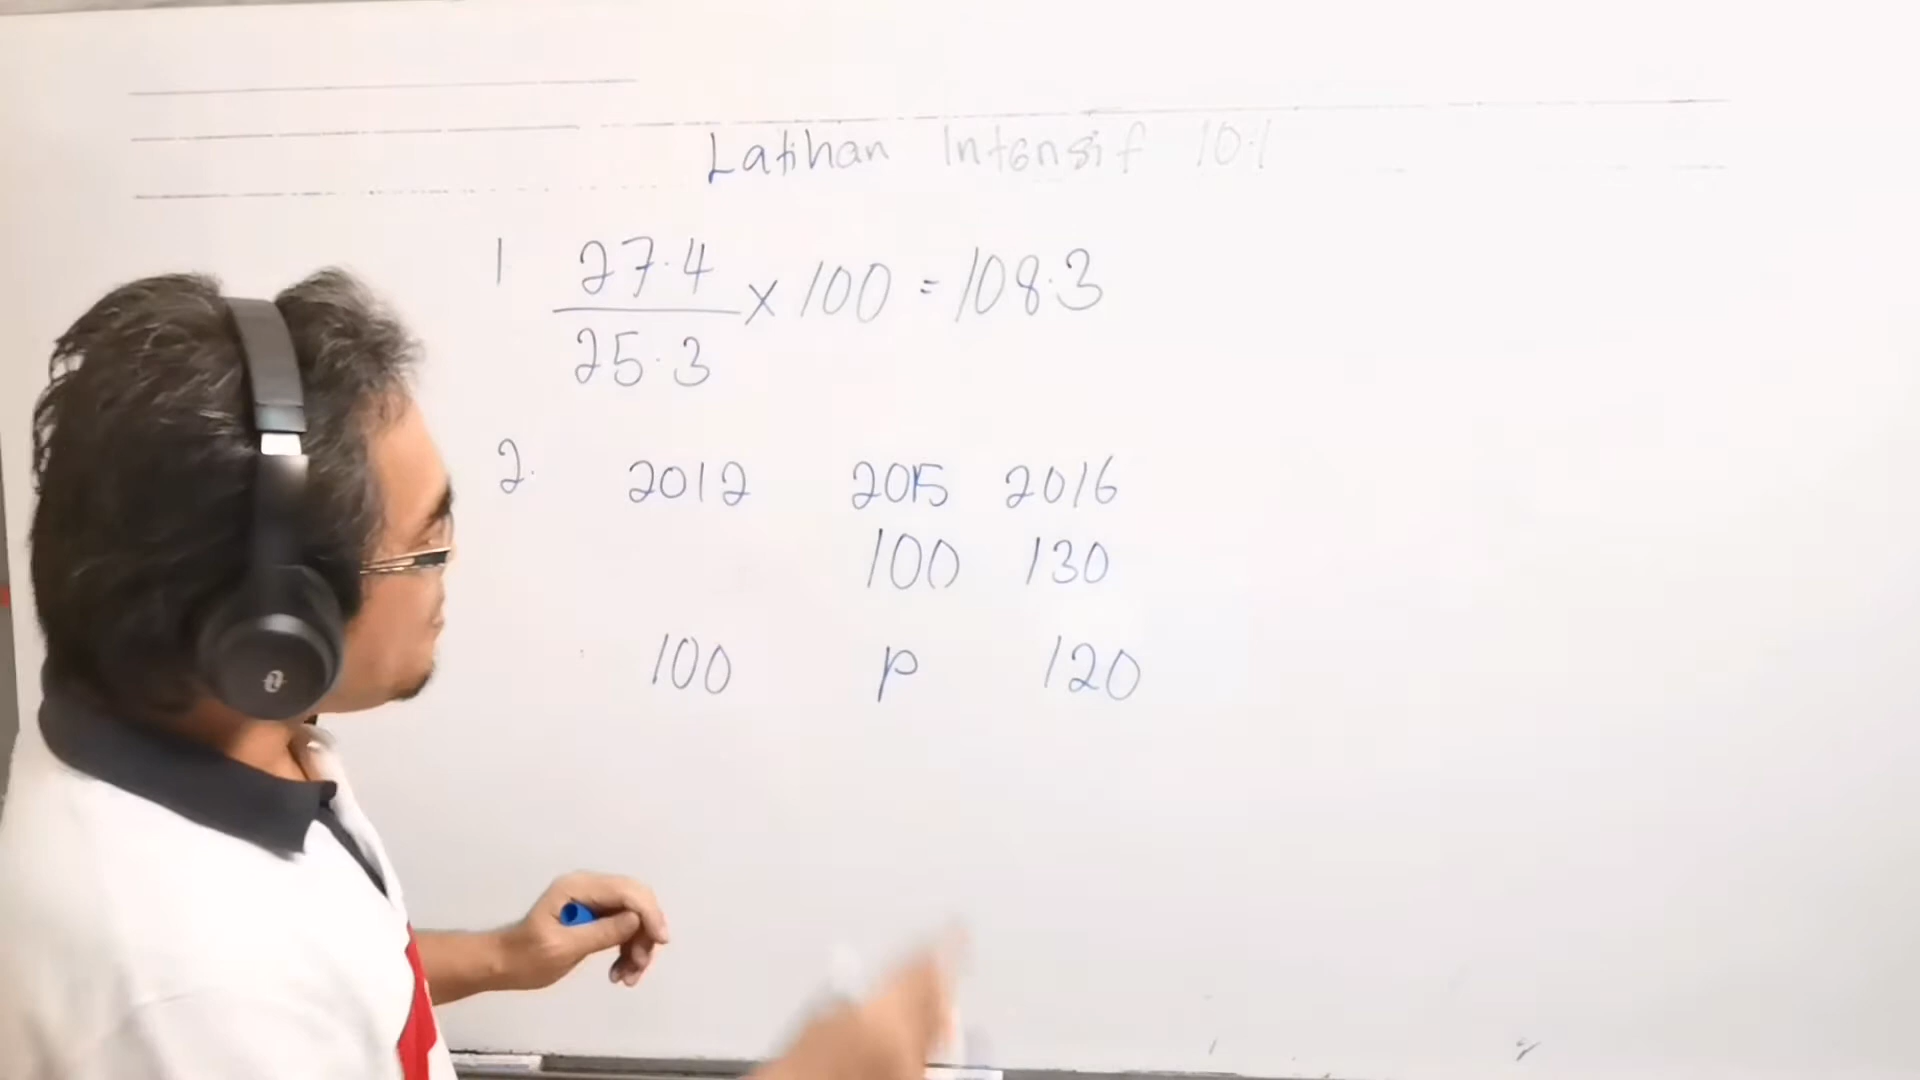 Latihan Intensif 10.1
1. 27.4 / 25.3 × 100 = 108.3
2. 2012 2015 2016
100 130
100 p 120